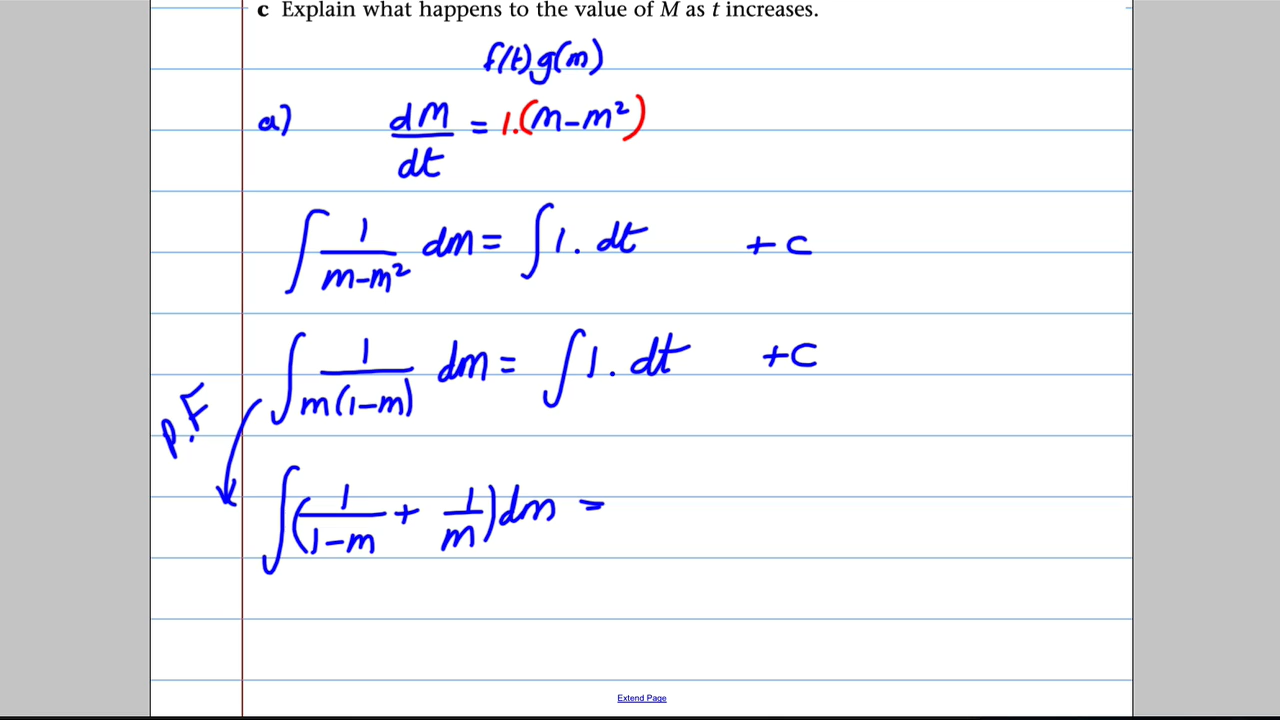 c Explain what happens to the value of M as t increases.
f(t) g(m)
a) dM/dt = 1.(m-m²)
∫ 1/(m-m²) dm = ∫ 1. dt +c
∫ 1/(m(1-m)) dm = ∫ 1. dt +c
P.F
∫ (1/(1-m) + 1/m) dm =
Extend Page